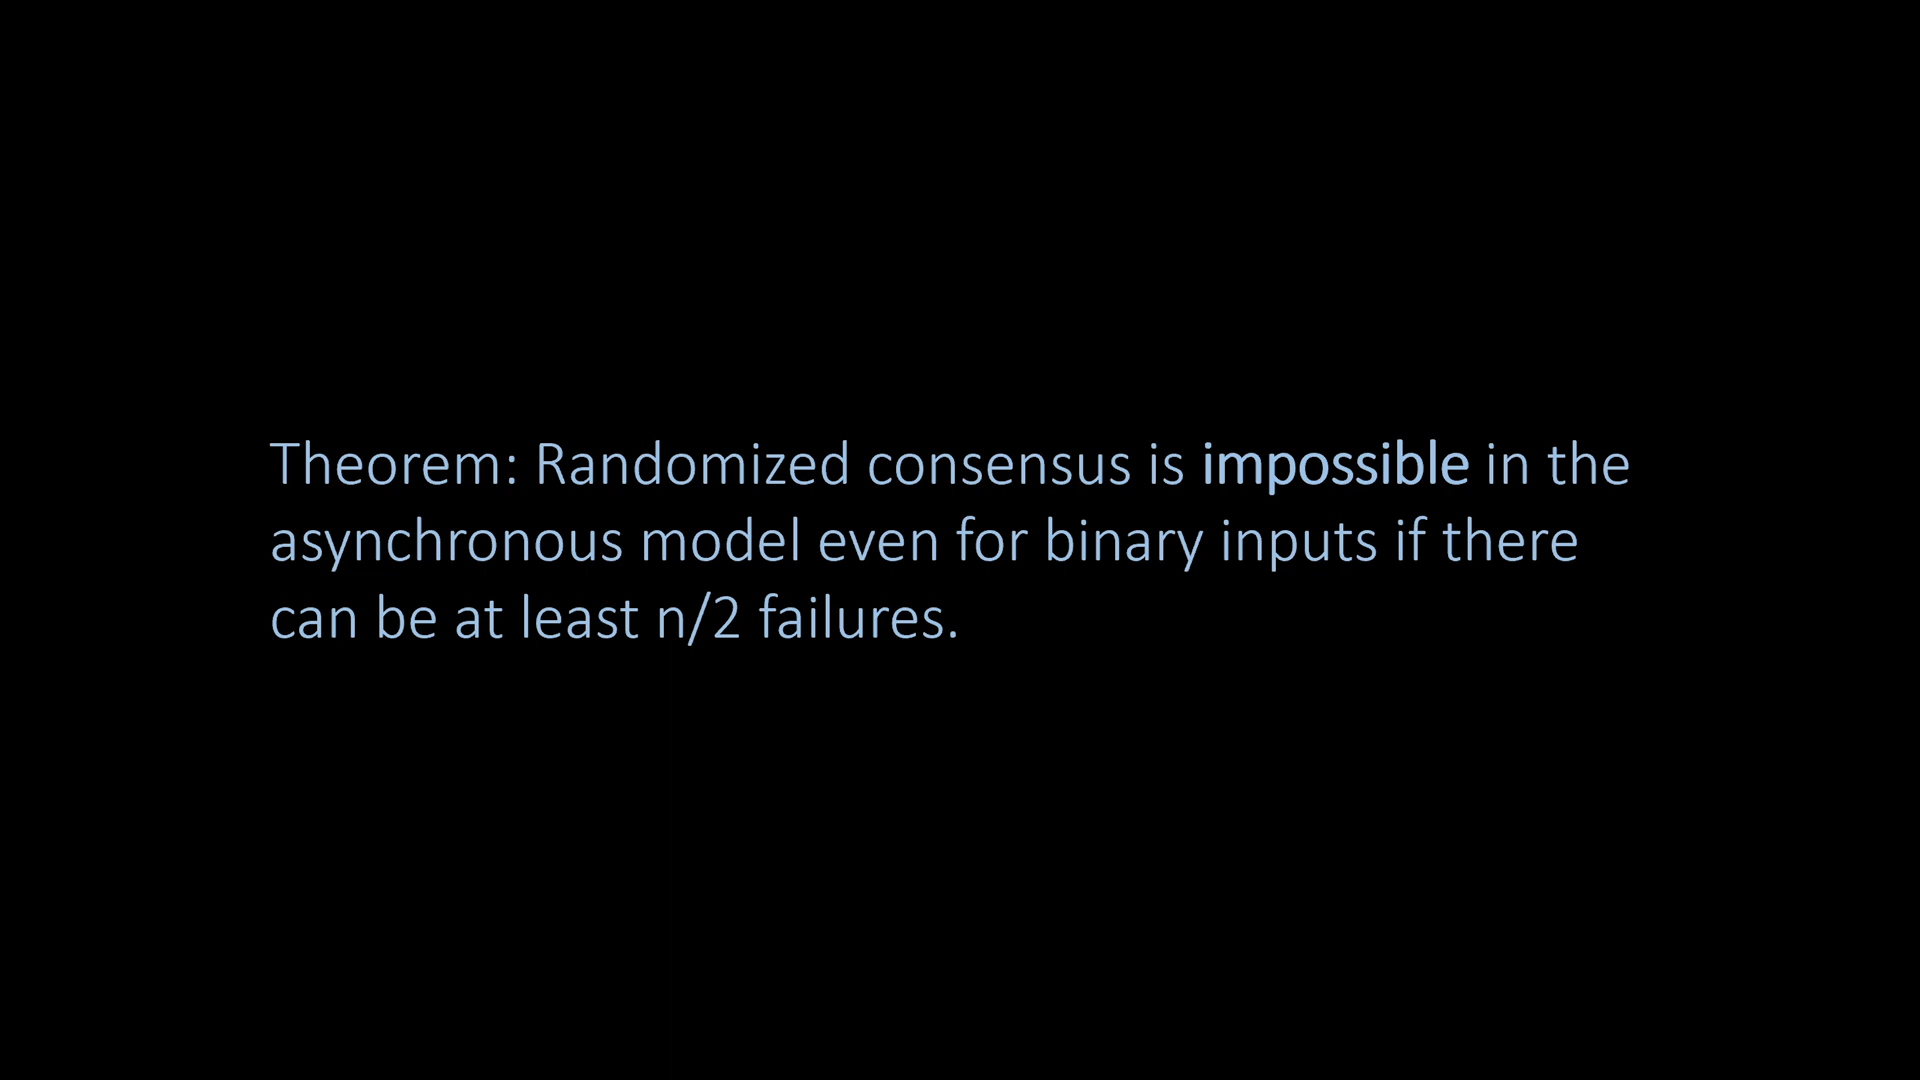 Theorem: Randomized consensus is impossible in the
asynchronous model even for binary inputs if there
can be at least n/2 failures.